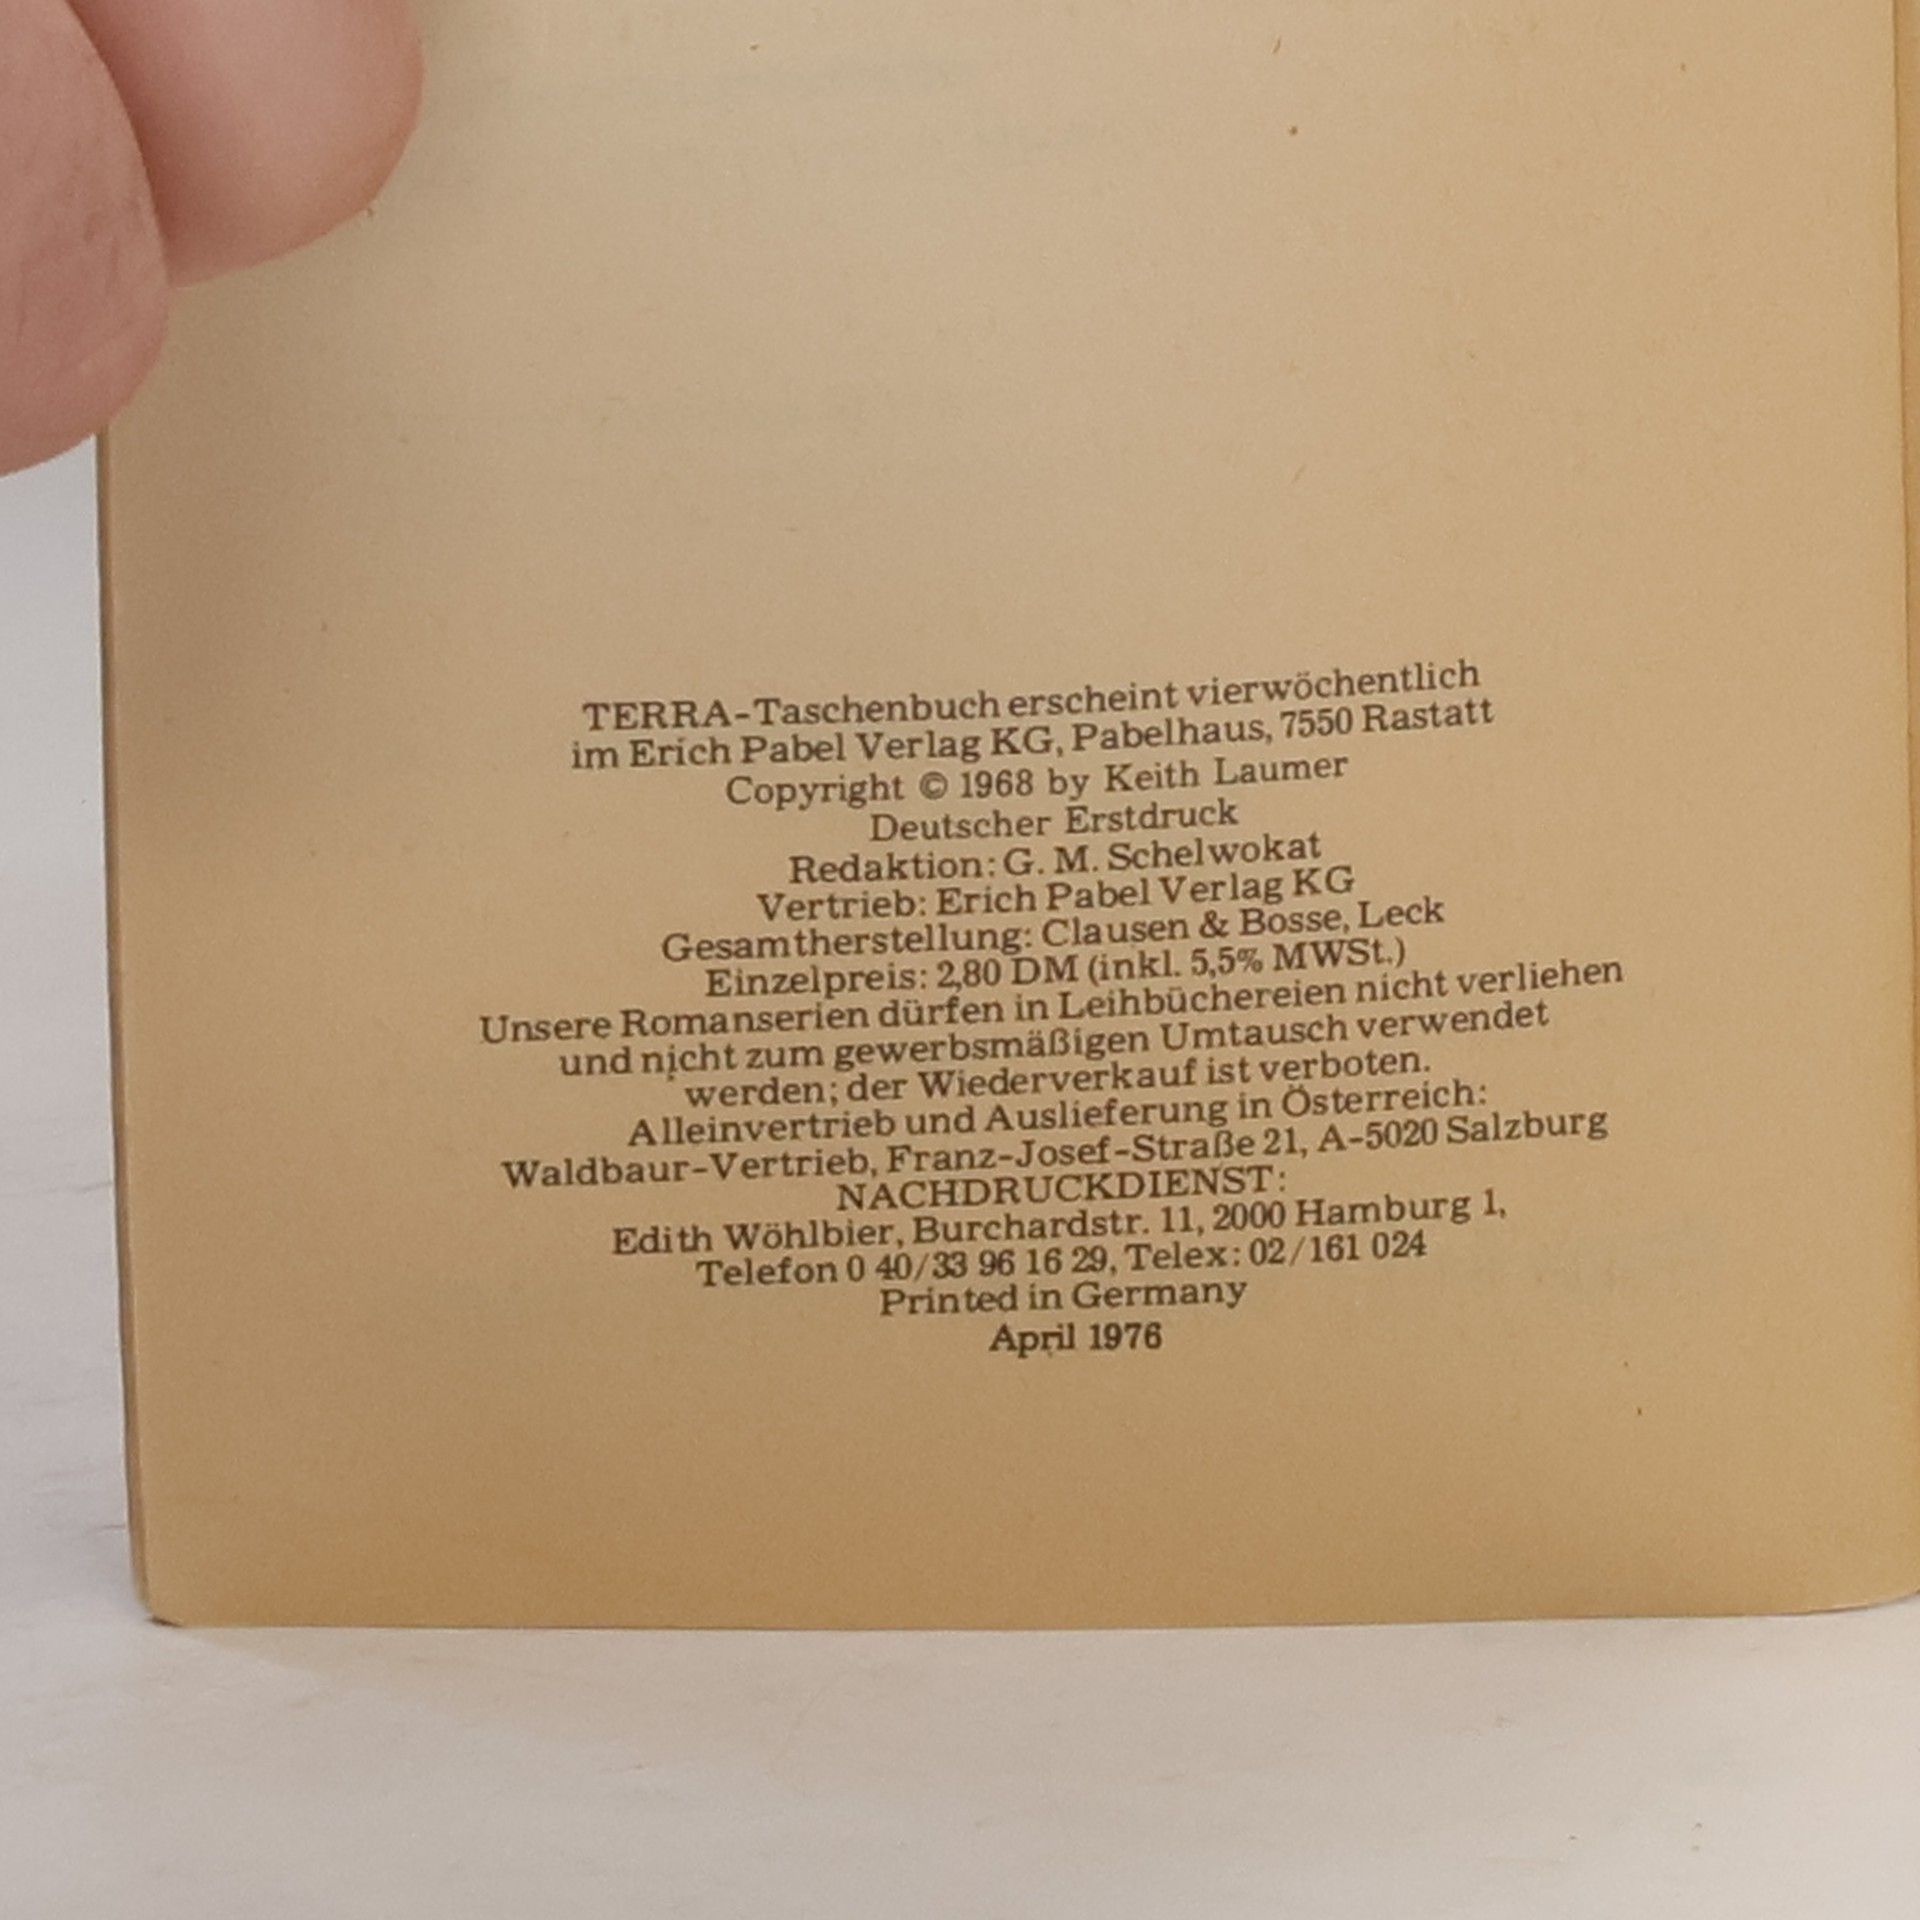 TERRA-Taschenbuch erscheint vierwöchentlich
im Erich Pabel Verlag KG, Pabelhaus, 7550 Rastatt
Copyright © 1968 by Keith Laumer
Deutscher Erstdruck
Redaktion: G. M. Schelwokat
Vertrieb: Erich Pabel Verlag KG
Gesamtherstellung: Clausen & Bosse, Leck
Einzelpreis: 2,80 DM (inkl. 5,5% MWSt.)
Unsere Romanserien dürfen in Leihbüchereien nicht verliehen
und nicht zum gewerbsmäßigen Umtausch verwendet
werden; der Wiederverkauf ist verboten.
Alleinvertrieb und Auslieferung in Österreich:
Waldbaur-Vertrieb, Franz-Josef-Straße 21, A-5020 Salzburg
NACHDRUCKDIENST:
Edith Wöhlbier, Burchardstr. 11, 2000 Hamburg 1,
Telefon 0 40/33 96 16 29, Telex: 02/161 024
Printed in Germany
April 1976